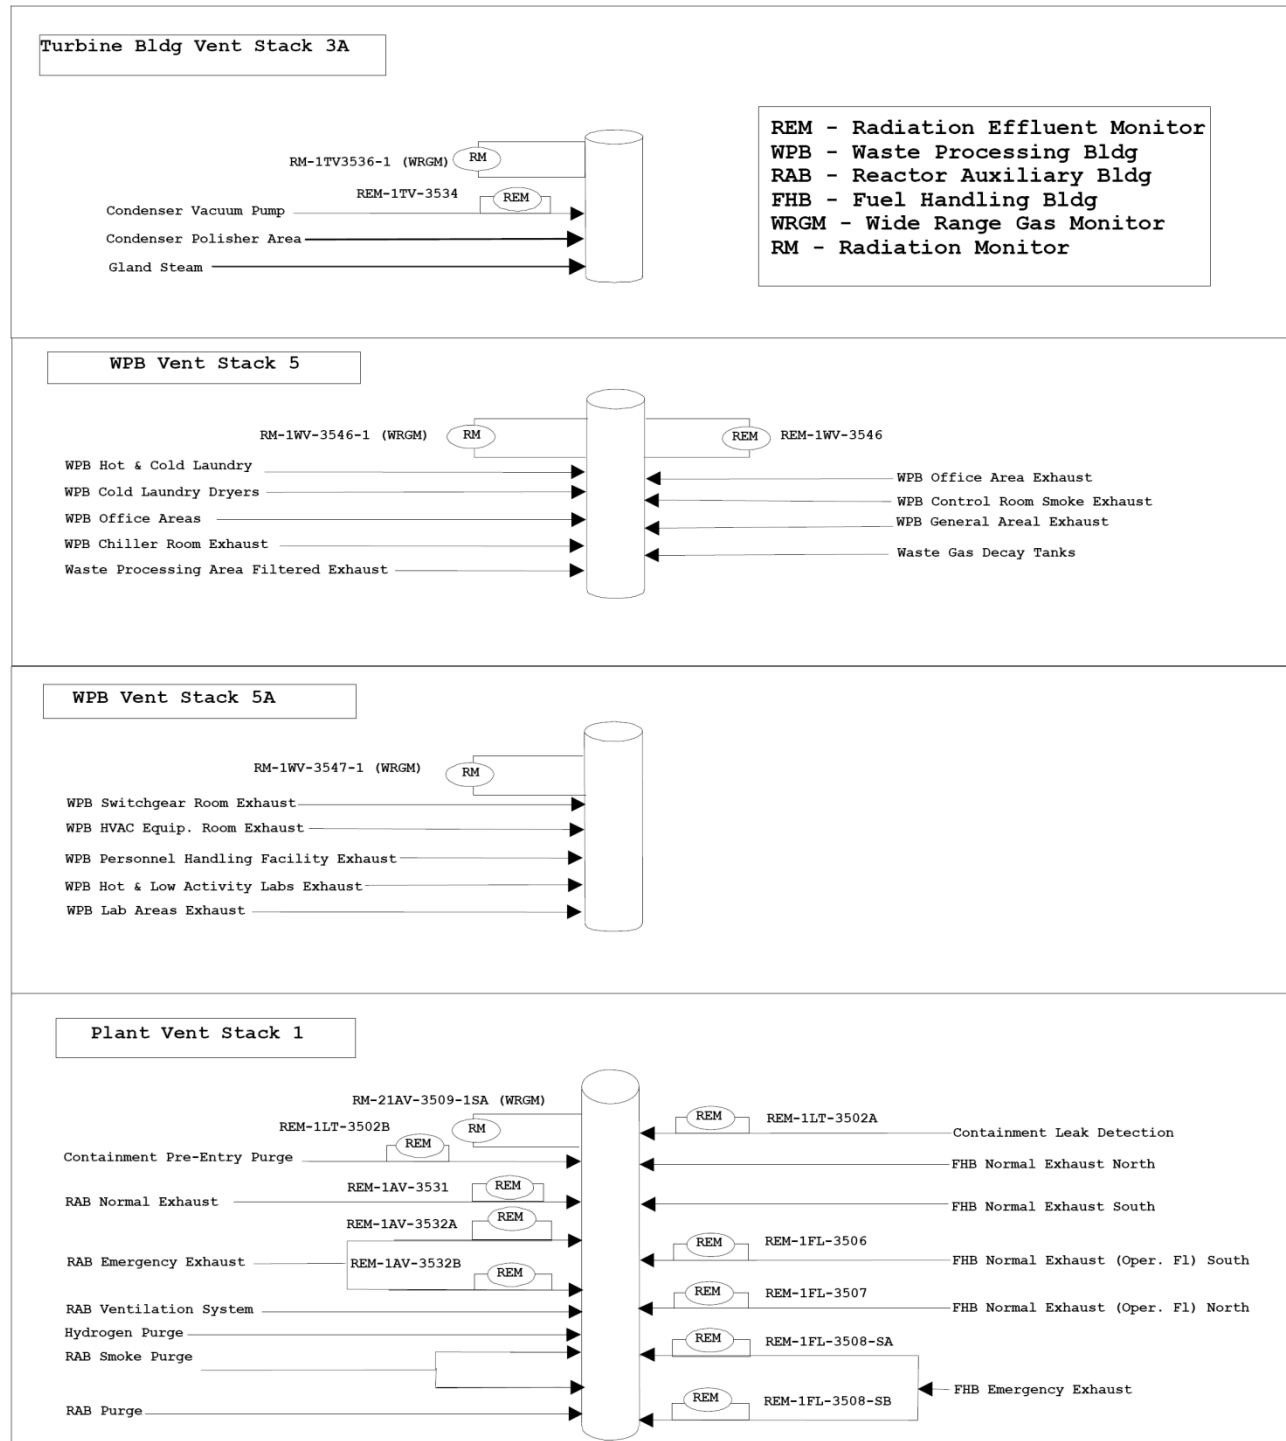 Turbine Bldg Vent Stack 3A
REM - Radiation Effluent Monitor
WPB - Waste Processing Bldg
RAB - Reactor Auxiliary Bldg
FHB - Fuel Handling Bldg
WRGM - Wide Range Gas Monitor
RM - Radiation Monitor
RM-1TV3536-1 (WRGM)
RM
REM-1TV-3534
REM
Condenser Vacuum Pump
Condenser Polisher Area
Gland Steam
WPB Vent Stack 5
RM-1WV-3546-1 (WRGM)
RM
REM
REM-1WV-3546
WPB Hot & Cold Laundry
WPB Cold Laundry Dryers
WPB Office Areas
WPB Chiller Room Exhaust
Waste Processing Area Filtered Exhaust
WPB Office Area Exhaust
WPB Control Room Smoke Exhaust
WPB General Areal Exhaust
Waste Gas Decay Tanks
WPB Vent Stack 5A
RM-1WV-3547-1 (WRGM)
RM
WPB Switchgear Room Exhaust
WPB HVAC Equip. Room Exhaust
WPB Personnel Handling Facility Exhaust
WPB Hot & Low Activity Labs Exhaust
WPB Lab Areas Exhaust
Plant Vent Stack 1
RM-21AV-3509-1SA (WRGM)
RM
REM-1LT-3502B
REM
Containment Pre-Entry Purge
REM-1AV-3531
REM
RAB Normal Exhaust
REM-1AV-3532A
REM
RAB Emergency Exhaust
REM-1AV-3532B
REM
RAB Ventilation System
Hydrogen Purge
RAB Smoke Purge
RAB Purge
REM
REM-1LT-3502A
Containment Leak Detection
FHB Normal Exhaust North
FHB Normal Exhaust South
REM
REM-1FL-3506
FHB Normal Exhaust (Oper. Fl) South
REM
REM-1FL-3507
FHB Normal Exhaust (Oper. Fl) North
REM
REM-1FL-3508-SA
FHB Emergency Exhaust
REM
REM-1FL-3508-SB